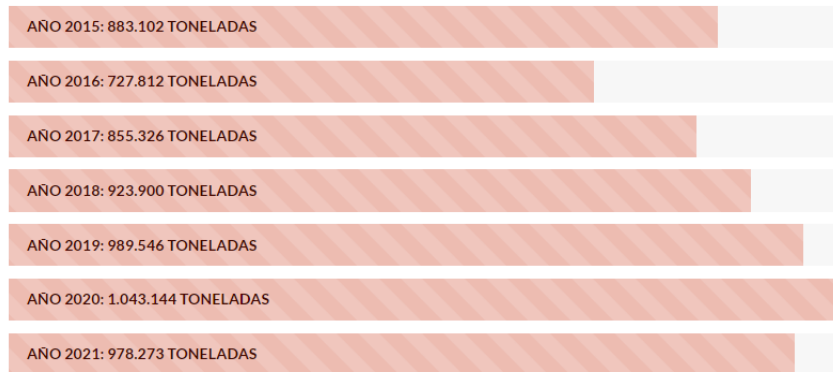 AÑO 2015: 883.102 TONELADAS
AÑO 2016: 727.812 TONELADAS
AÑO 2017: 855.326 TONELADAS
AÑO 2018: 923.900 TONELADAS
AÑO 2019: 989.546 TONELADAS
AÑO 2020: 1.043.144 TONELADAS
AÑO 2021: 978.273 TONELADAS